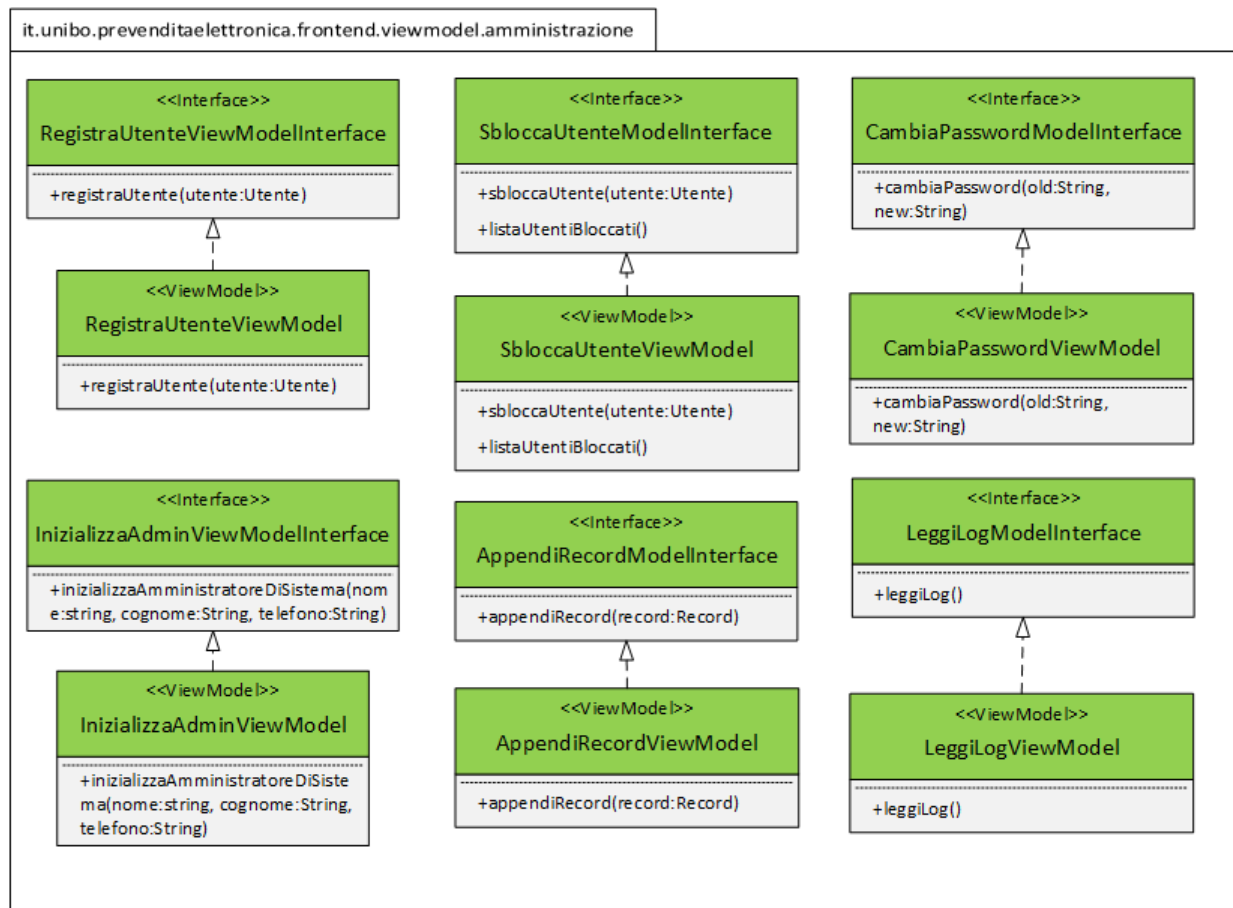 it.unibo.prevenditaelettronica.frontend.viewmodel.amministrazione
<<Interface>>
RegistraUtenteViewModelInterface
+registraUtente(utente:Utente)
<<ViewModel>>
RegistraUtenteViewModel
+registraUtente(utente:Utente)
<<Interface>>
SbloccaUtenteModelInterface
+sbloccaUtente(utente:Utente)
+listaUtentiBloccati()
<<ViewModel>>
SbloccaUtenteViewModel
+sbloccaUtente(utente:Utente)
+listaUtentiBloccati()
<<Interface>>
CambiaPasswordModelInterface
+cambiaPassword(old:String,
new:String)
<<ViewModel>>
CambiaPasswordViewModel
+cambiaPassword(old:String,
new:String)
<<Interface>>
InizializzaAdminViewModelInterface
+inizializzaAmministratoreDiSistema(nom
e:string, cognome:String, telefono:String)
<<ViewModel>>
InizializzaAdminViewModel
+inizializzaAmministratoreDiSiste
ma(nome:string, cognome:String,
telefono:String)
<<Interface>>
AppendiRecordModelInterface
+appendiRecord(record:Record)
<<ViewModel>>
AppendiRecordViewModel
+appendiRecord(record:Record)
<<Interface>>
LeggiLogModelInterface
+leggiLog()
<<ViewModel>>
LeggiLogViewModel
+leggiLog()